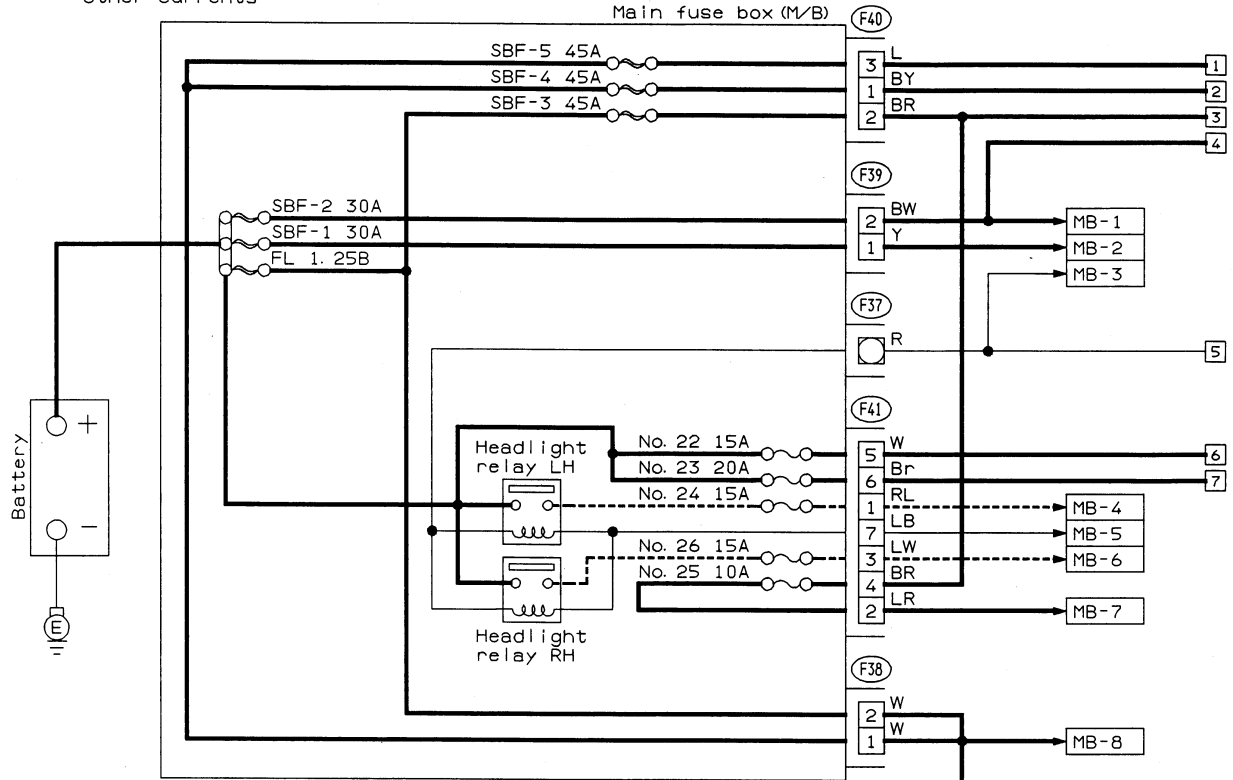 Main fuse box (M/B)
F40
SBF-5 45A
3
L
1
SBF-4 45A
1
BY
2
SBF-3 45A
2
BR
3
4
F39
SBF-2 30A
2
BW
MB-1
SBF-1 30A
1
Y
MB-2
FL 1.25B
MB-3
F37
R
5
F41
Battery
+
−
E
Headlight
relay LH
No. 22 15A
5
W
6
No. 23 20A
6
Br
7
No. 24 15A
1
RL
MB-4
7
LB
MB-5
No. 26 15A
3
LW
MB-6
No. 25 10A
4
BR
2
LR
MB-7
Headlight
relay RH
F38
2
W
1
W
MB-8